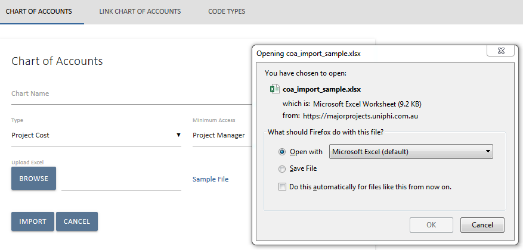 CHART OF ACCOUNTS
LINK CHART OF ACCOUNTS
CODE TYPES
Chart of Accounts
Chart Name
Type
Minimum Access
Project Cost
Project Manager
Upload Excel
BROWSE
Sample File
IMPORT
CANCEL
Opening coa_import_sample.xlsx
You have chosen to open:
coa_import_sample.xlsx
which is: Microsoft Excel Worksheet (9.2 KB)
from: https://majorprojects.uniphi.com.au
What should Firefox do with this file?
Open with
Microsoft Excel (default)
Save File
Do this automatically for files like this from now on.
OK
Cancel